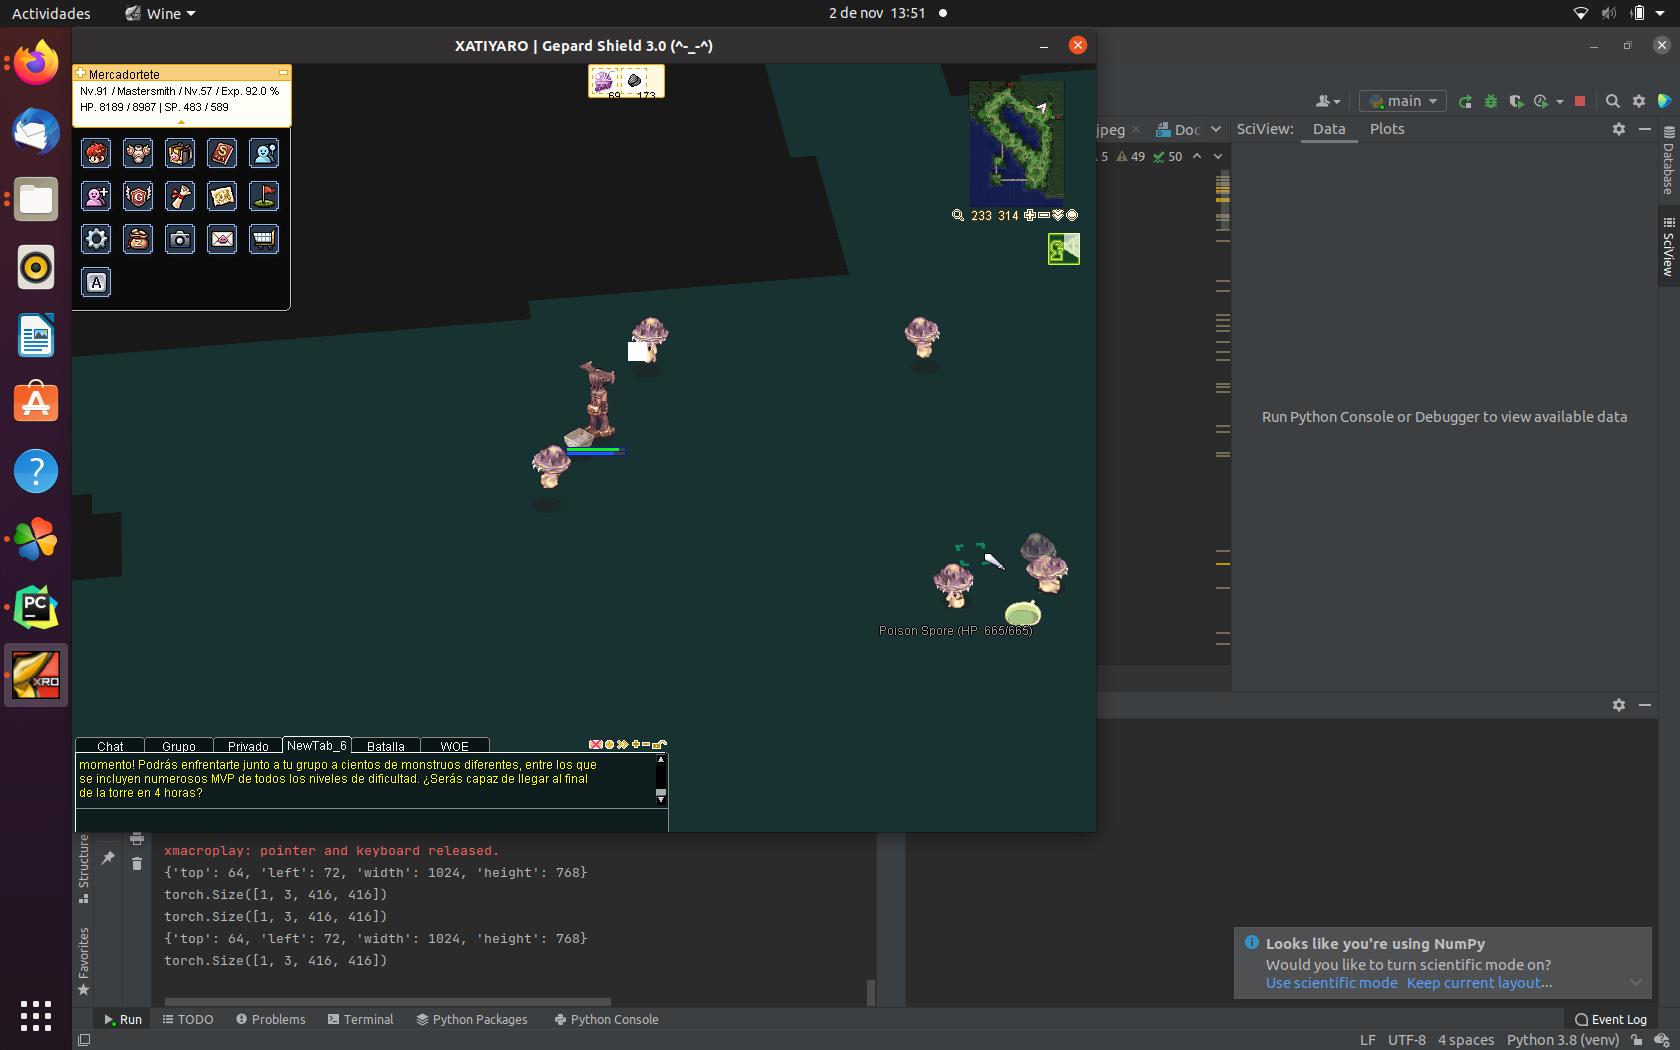 Actividades
Wine
2 de nov 13:51
XATIYARO | Gepard Shield 3.0 (^-_-^)
Mercadortete
Nv.91 / Mastersmith / Nv.57 / Exp. 92.0 %
HP. 8189 / 8987 | SP. 483 / 589
69 173
A
233 314
Poison Spore (HP: 665/665)
Chat Grupo Privado NewTab_6 Batalla WOE
momento! Podrás enfrentarte junto a tu grupo a cientos de monstruos diferentes, entre los que
se incluyen numerosos MVP de todos los niveles de dificultad. ¿Serás capaz de llegar al final
de la torre en 4 horas?
main
jpeg
Doc
SciView: Data Plots
5 49 50
Run Python Console or Debugger to view available data
Database
SciView
PC
XRO
xmacroplay: pointer and keyboard released.
{'top': 64, 'left': 72, 'width': 1024, 'height': 768}
torch.Size([1, 3, 416, 416])
torch.Size([1, 3, 416, 416])
{'top': 64, 'left': 72, 'width': 1024, 'height': 768}
torch.Size([1, 3, 416, 416])
Structure
Favorites
Looks like you're using NumPy
Would you like to turn scientific mode on?
Use scientific mode Keep current layout...
Run TODO Problems Terminal Python Packages Python Console
Event Log
LF UTF-8 4 spaces Python 3.8 (venv)